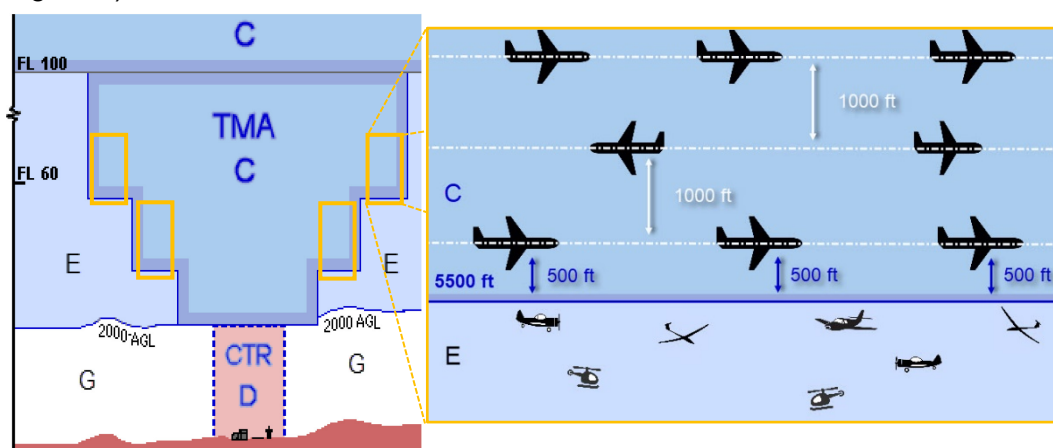 C
FL 100
TMA
C
FL 60
E
E
2000-AGL
2000 AGL
G
CTR
D
G
1000 ft
C
1000 ft
5500 ft
500 ft
500 ft
500 ft
E